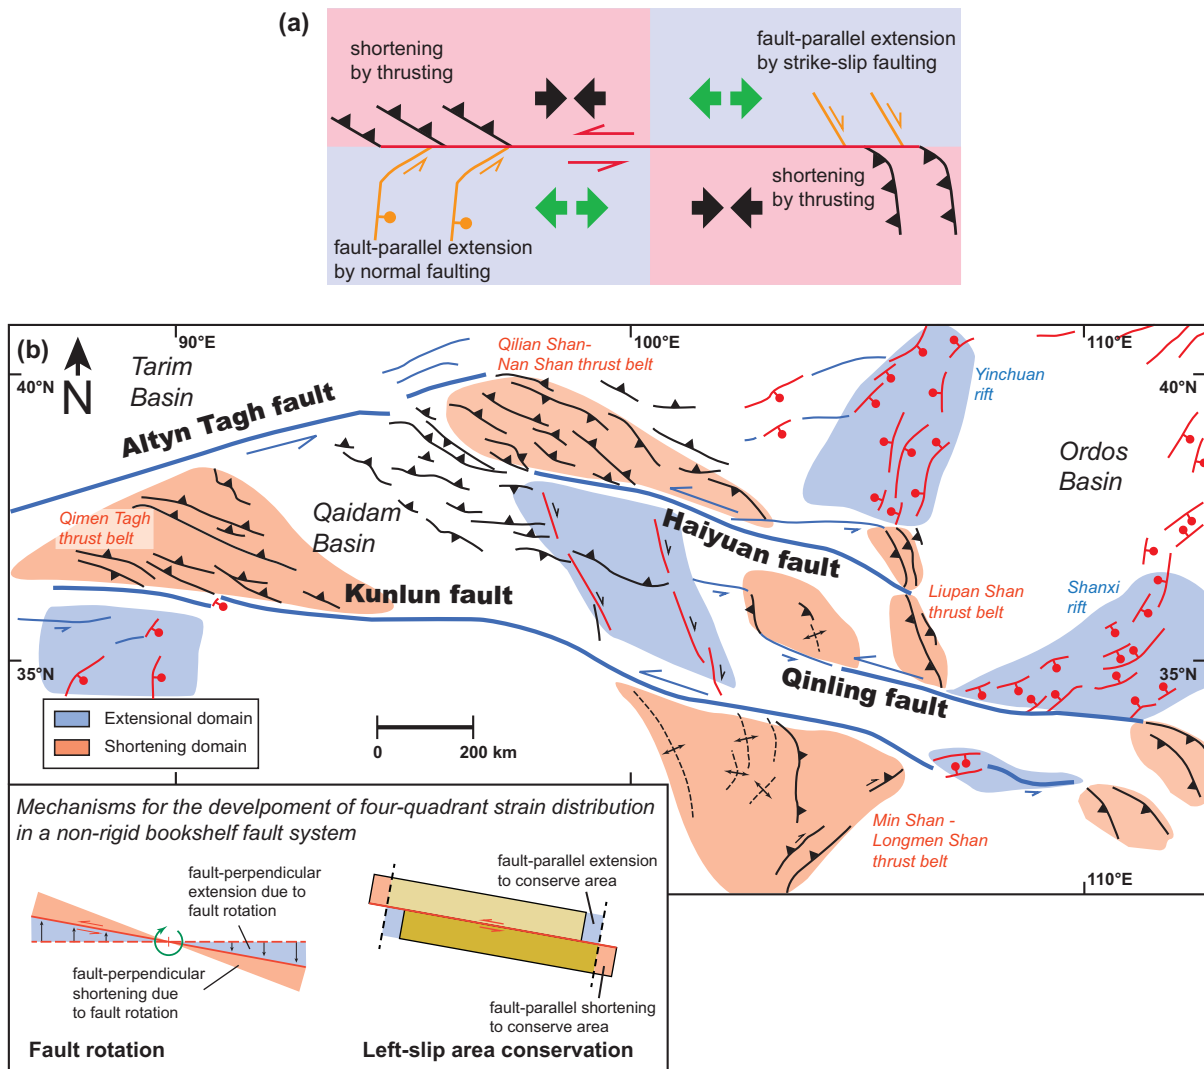 (a)
shortening
by thrusting
fault-parallel extension
by strike-slip faulting
shortening
by thrusting
fault-parallel extension
by normal faulting
(b)
N
90°E
100°E
110°E
40°N
40°N
Tarim
Basin
Altyn Tagh fault
Qilian Shan-
Nan Shan thrust belt
Yinchuan
rift
Ordos
Basin
Qimen Tagh
thrust belt
Qaidam
Basin
Haiyuan fault
Kunlun fault
Liupan Shan
thrust belt
Shanxi
rift
35°N
35°N
Qinling fault
Extensional domain
Shortening domain
0
200 km
Min Shan -
Longmen Shan
thrust belt
110°E
Mechanisms for the develpoment of four-quadrant strain distribution
in a non-rigid bookshelf fault system
fault-perpendicular
extension due to
fault rotation
fault-perpendicular
shortening due
to fault rotation
Fault rotation
fault-parallel extension
to conserve area
fault-parallel shortening
to conserve area
Left-slip area conservation